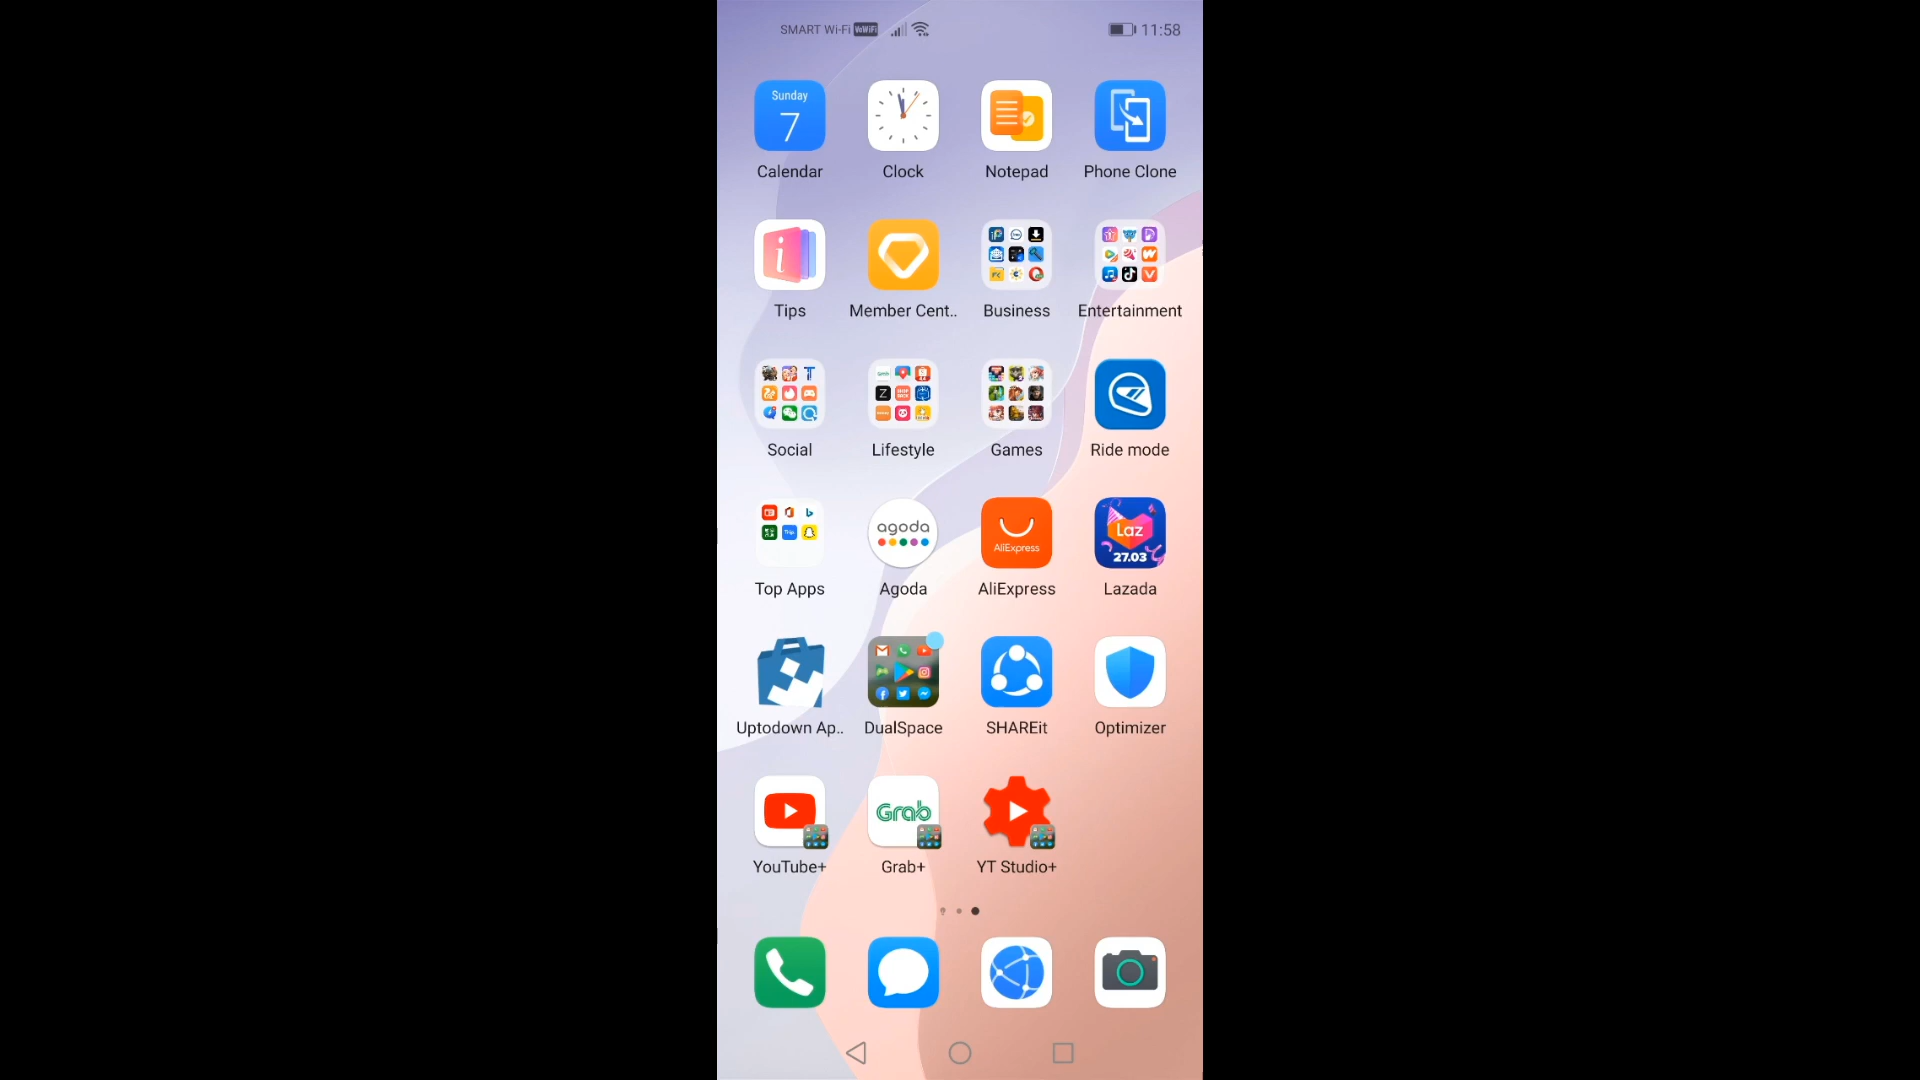 SMART Wi-Fi VoWiFi 11:58
Sunday
7
Calendar Clock Notepad Phone Clone
Tips Member Cent.. Business Entertainment
Social Lifestyle Games Ride mode
agoda
AliExpress
Laz
27.03
Top Apps Agoda AliExpress Lazada
Uptodown Ap.. DualSpace SHAREit Optimizer
Grab
YouTube+ Grab+ YT Studio+